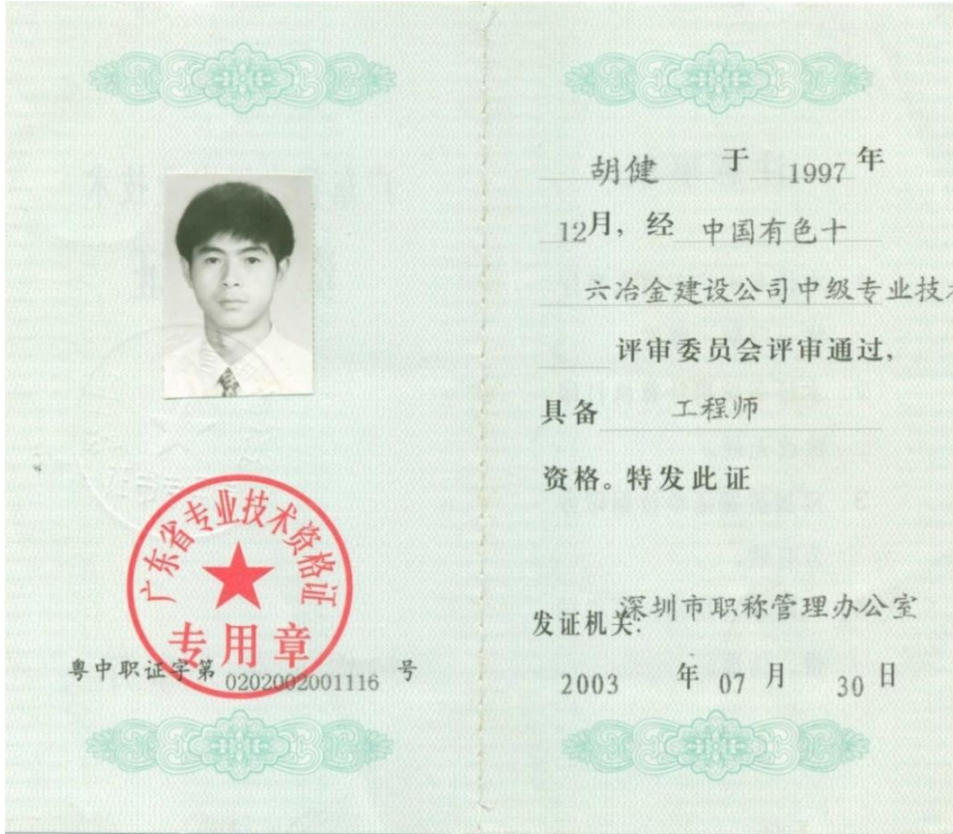 广东省专业技术资格证
专用章
粤中职证字第 0202002001116 号
胡健 于 1997 年
12月，经 中国有色十
六冶金建设公司中级专业技术
评审委员会评审通过，
具备 工程师
资格。特发此证
发证机关：深圳市职称管理办公室
2003 年 07 月 30 日